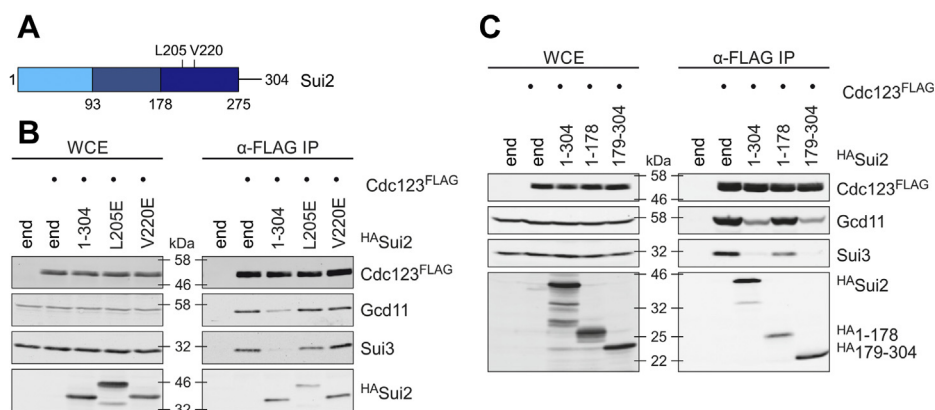 A
L205 V220
1
304 Sui2
93 178 275
B
WCE α-FLAG IP
Cdc123FLAG
end end 1-304 L205E V220E end end 1-304 L205E V220E
HASui2
kDa
58
46
Cdc123FLAG
58
Gcd11
32
Sui3
46
32
HASui2
C
WCE α-FLAG IP
Cdc123FLAG
end end 1-304 1-178 179-304 end end 1-304 1-178 179-304
HASui2
kDa
58
46
Cdc123FLAG
58
Gcd11
32
Sui3
46
32
25
22
HASui2
HA1-178
HA179-304